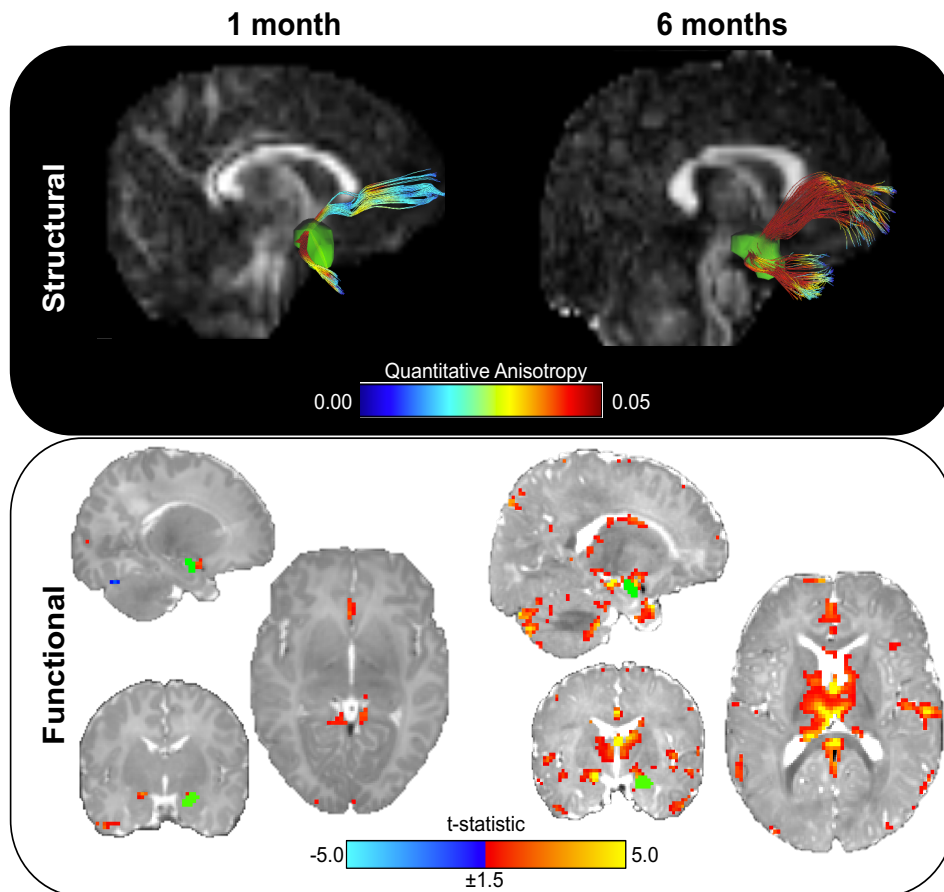 1 month
6 months
Structural
Quantitative Anisotropy
0.00
0.05
Functional
t-statistic
-5.0
5.0
±1.5